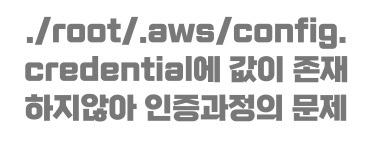 ./root/.aws/config.
credential에 값이 존재
하지않아 인증과정의 문제